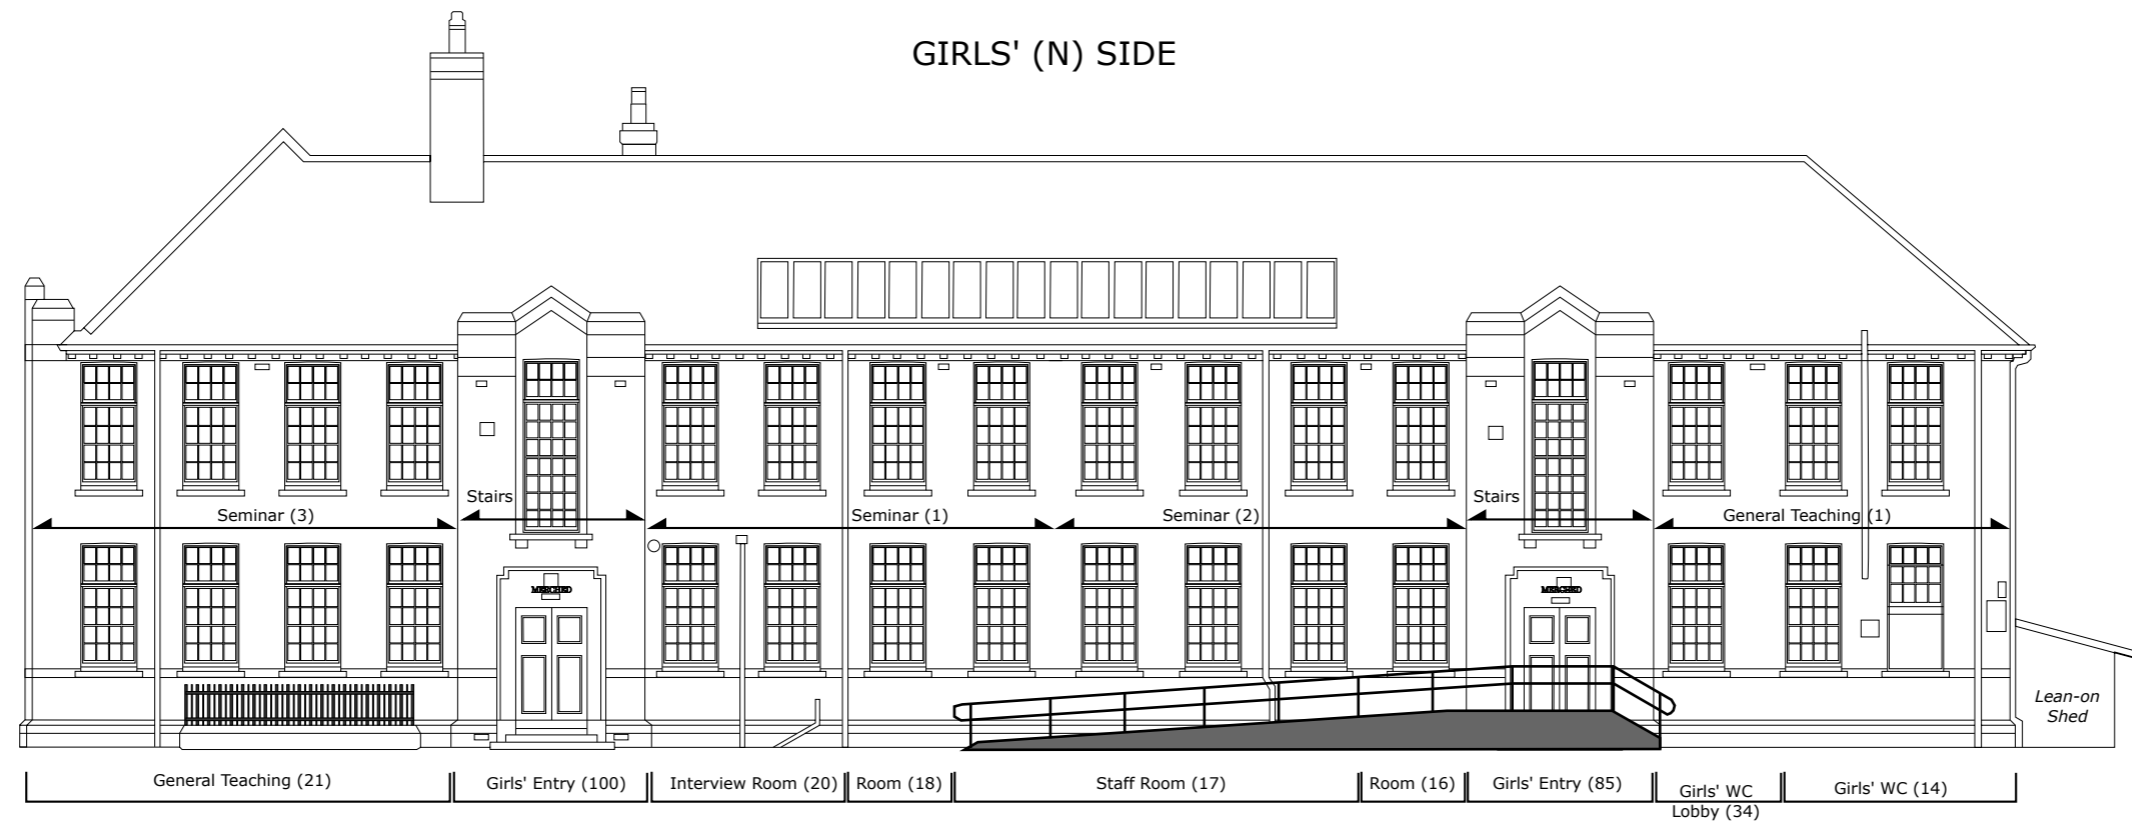 GIRLS' (N) SIDE
Stairs
Stairs
Seminar (3)
Seminar (1)
Seminar (2)
General Teaching (1)
MERCHED
MERCHED
Lean-on
Shed
General Teaching (21)
Girls' Entry (100)
Interview Room (20)
Room (18)
Staff Room (17)
Room (16)
Girls' Entry (85)
Girls' WC
Lobby (34)
Girls' WC (14)